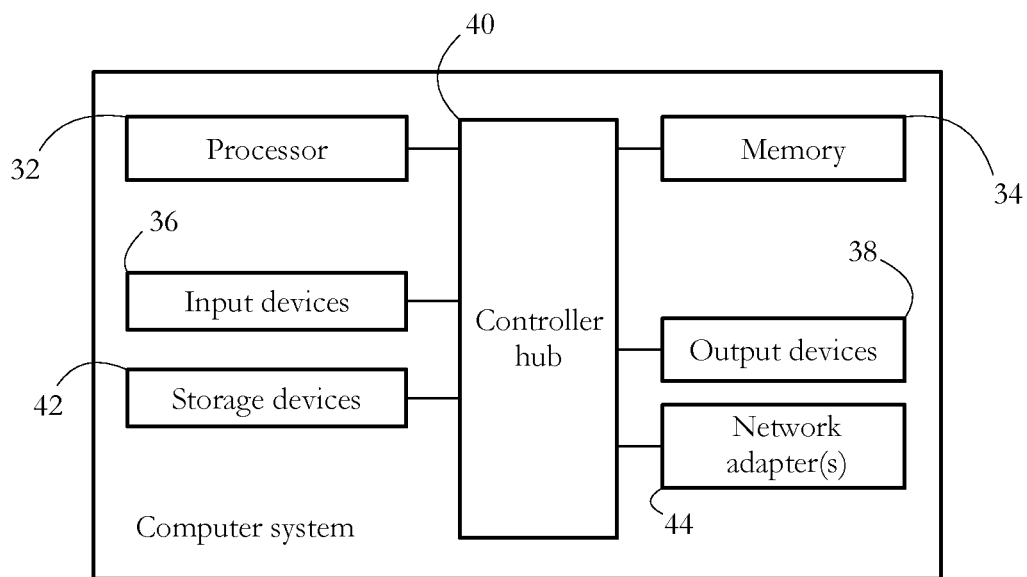 40
32
Processor
Memory
34
36
Input devices
Controller
hub
38
Output devices
42
Storage devices
Network
adapter(s)
44
Computer system